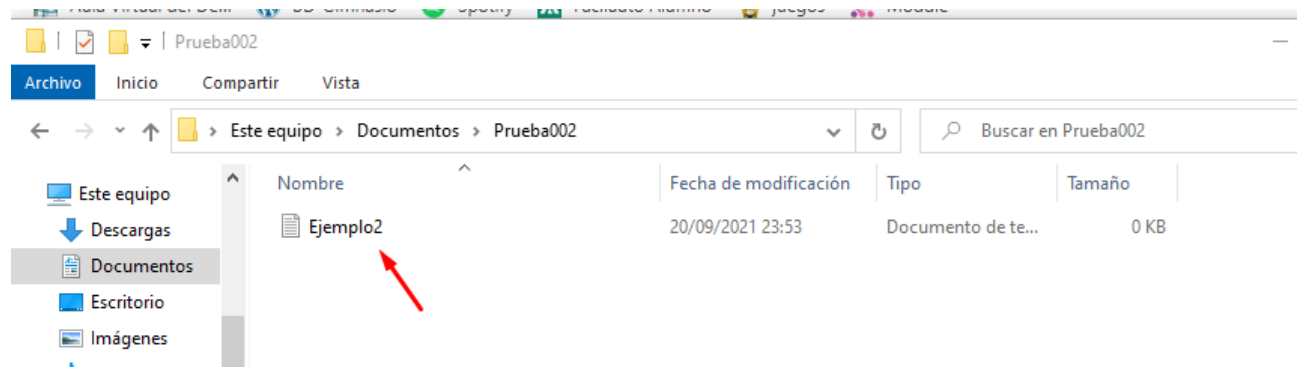 Prueba002
Archivo Inicio Compartir Vista
Este equipo > Documentos > Prueba002 Buscar en Prueba002
Nombre Fecha de modificación Tipo Tamaño
Este equipo
Ejemplo2 20/09/2021 23:53 Documento de te... 0 KB
Descargas
Documentos
Escritorio
Imágenes